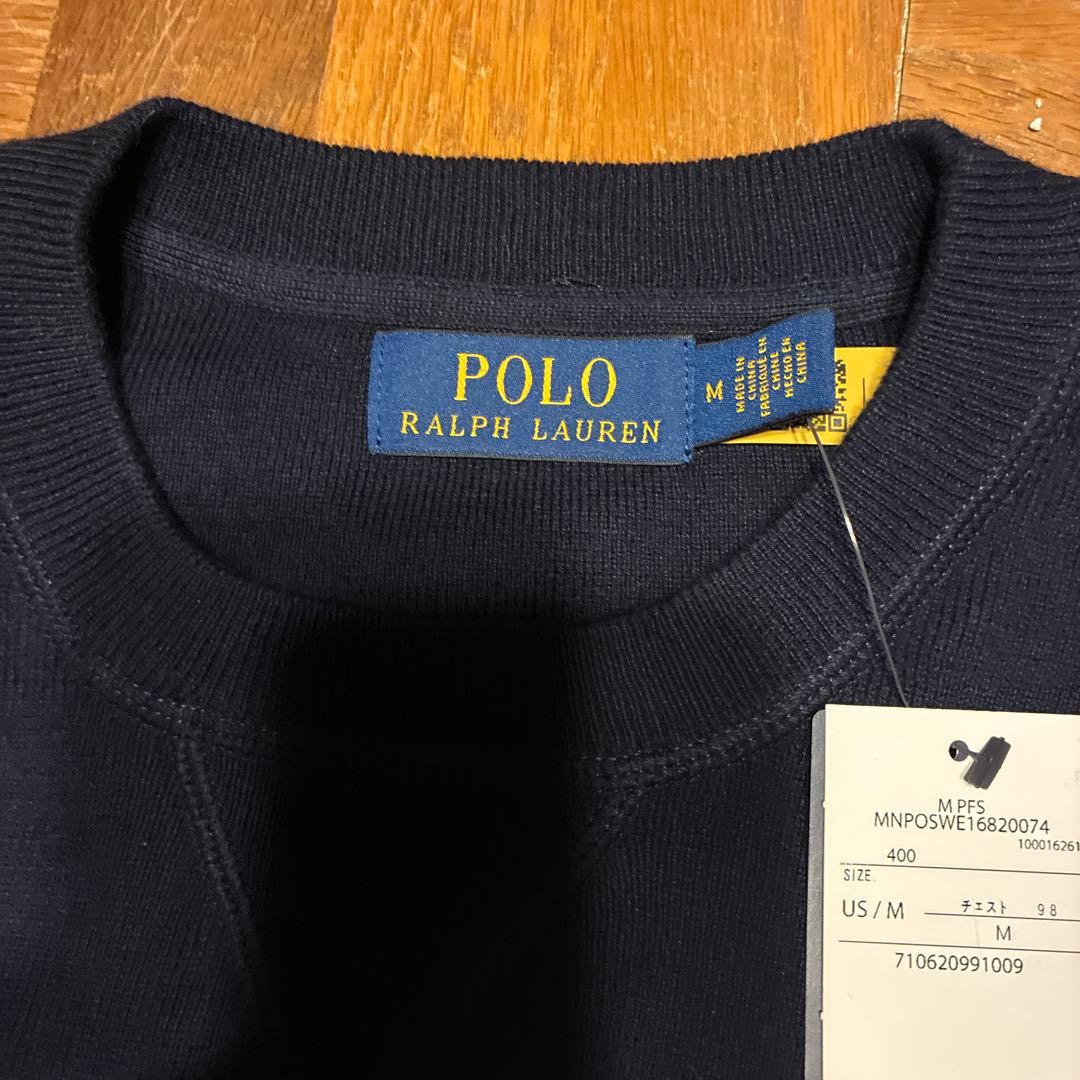 POLO
RALPH LAUREN
M
MADE IN
CHINA
FABRIQUE EN
CHINE
HECHO EN
CHINA
M PFS
MNPOSWE16820074
100016261
400
SIZE
US / M
チェスト 98
M
710620991009